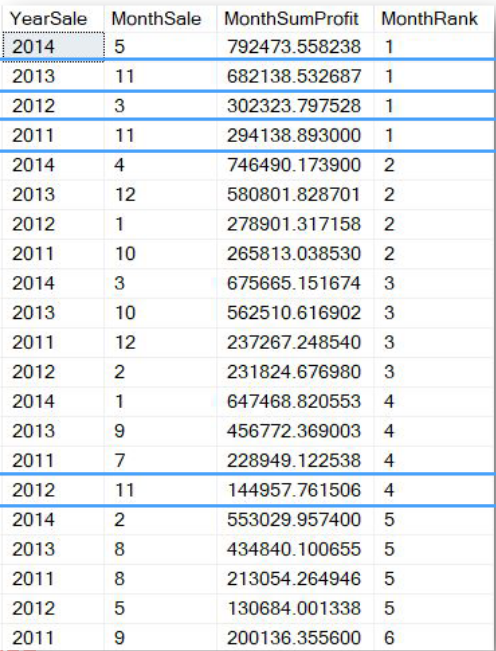 YearSale MonthSale MonthSumProfit MonthRank
2014 5 792473.558238 1
2013 11 682138.532687 1
2012 3 302323.797528 1
2011 11 294138.893000 1
2014 4 746490.173900 2
2013 12 580801.828701 2
2012 1 278901.317158 2
2011 10 265813.038530 2
2014 3 675665.151674 3
2013 10 562510.616902 3
2011 12 237267.248540 3
2012 2 231824.676980 3
2014 1 647468.820553 4
2013 9 456772.369003 4
2011 7 228949.122538 4
2012 11 144957.761506 4
2014 2 553029.957400 5
2013 8 434840.100655 5
2011 8 213054.264946 5
2012 5 130684.001338 5
2011 9 200136.355600 6